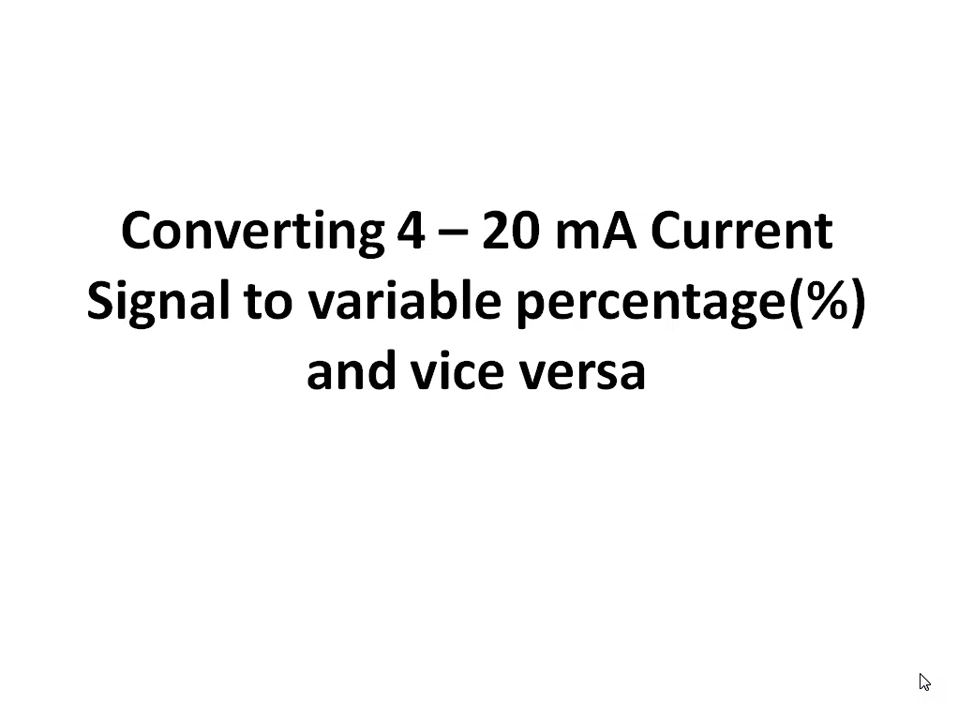 Converting 4 – 20 mA Current
Signal to variable percentage(%)
and vice versa